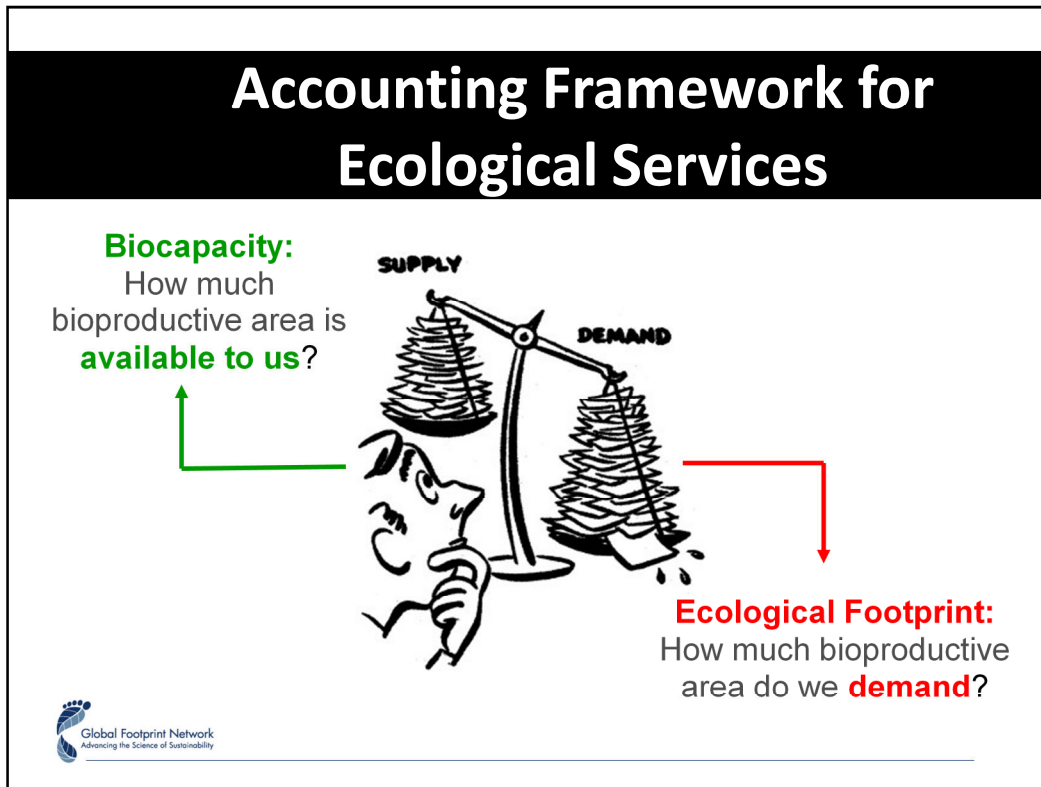 Accounting Framework for
Ecological Services
Biocapacity:
How much
bioproductive area is
available to us?
SUPPLY
DEMAND
Ecological Footprint:
How much bioproductive
area do we demand?
Global Footprint Network
Advancing the Science of Sustainability